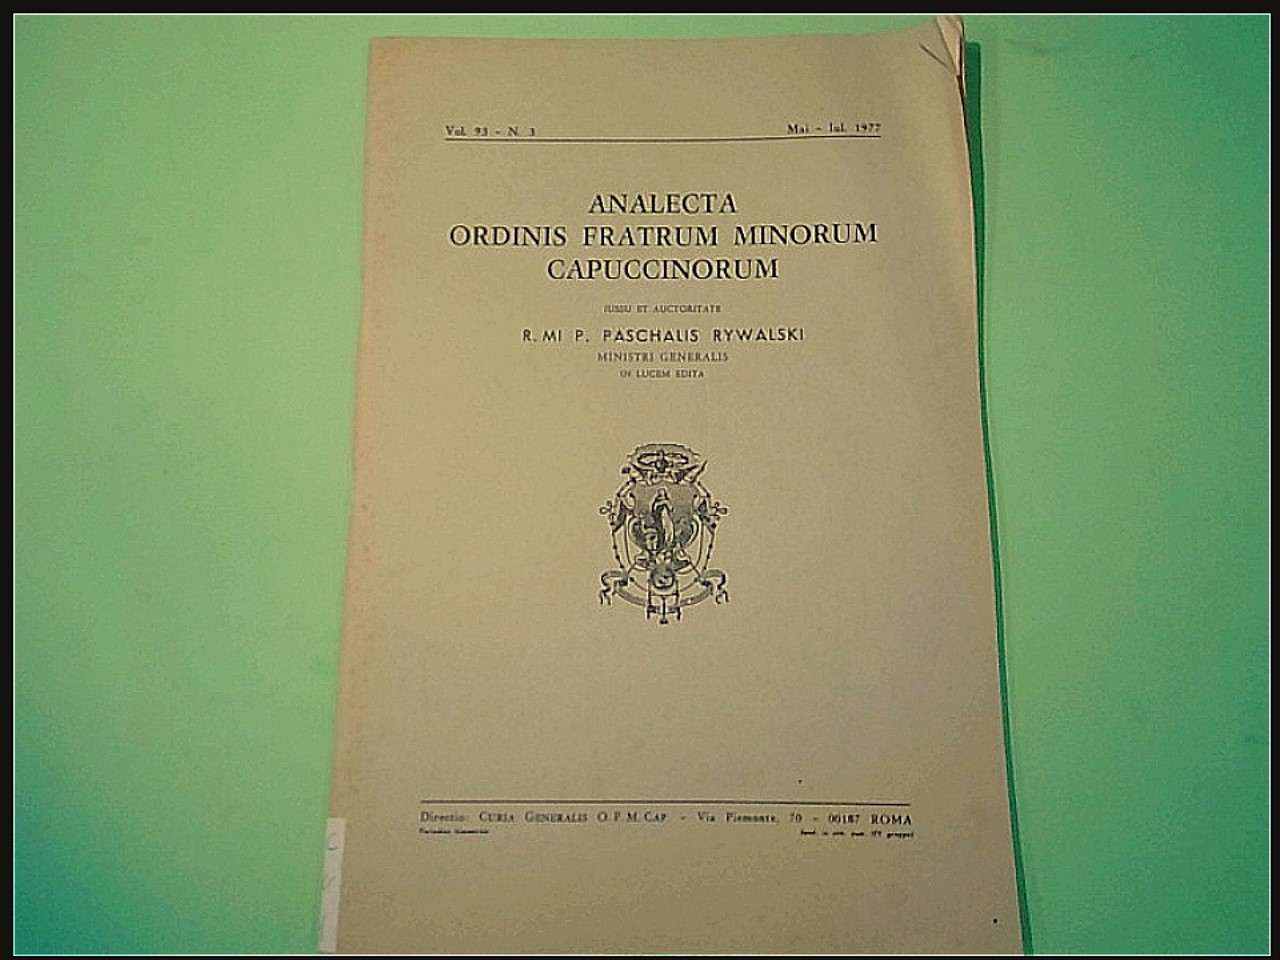 Vol. 93 - N. 3
Mai - Iul. 1977
ANALECTA
ORDINIS FRATRUM MINORUM
CAPUCCINORUM
IUSSU ET AUCTORITATE
R. MI P. PASCHALIS RYWALSKI
MINISTRI GENERALIS
IN LUCEM EDITA
Directio: CURIA GENERALIS O. F. M. CAP - Via Piemonte, 70 - 00187 ROMA